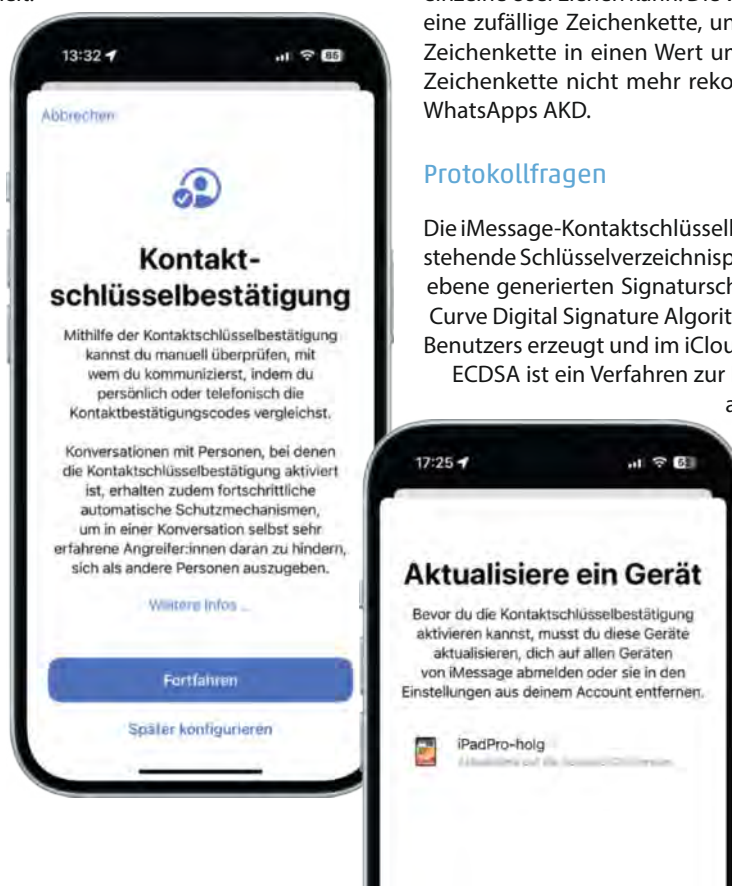 eine zufällige Zeichenkette, un
Zeichenkette in einen Wert un
Zeichenkette nicht mehr reko
WhatsApps AKD.
Protokollfragen
Die iMessage-Kontaktschlüssell
stehende Schlüsselverzeichnisp
ebene generierten Signatursch
Curve Digital Signature Algorit
Benutzers erzeugt und im iClou
ECDSA ist ein Verfahren zur
a
13:32
86
Abbrechen
Kontakt-
schlüsselbestätigung
Mithilfe der Kontaktschlüsselbestätigung
kannst du manuell überprüfen, mit
wem du kommunizierst, indem du
persönlich oder telefonisch die
Kontaktbestätigungscodes vergleichst.
Konversationen mit Personen, bei denen
die Kontaktschlüsselbestätigung aktiviert
ist, erhalten zudem fortschrittliche
automatische Schutzmechanismen,
um in einer Konversation selbst sehr
erfahrene Angreifer:innen daran zu hindern,
sich als andere Personen auszugeben.
Weitere Infos ...
Fortfahren
Später konfigurieren
17:25
Aktualisiere ein Gerät
Bevor du die Kontaktschlüsselbestätigung
aktivieren kannst, musst du diese Geräte
aktualisieren, dich auf allen Geräten
von iMessage abmelden oder sie in den
Einstellungen aus deinem Account entfernen.
iPadPro-holg